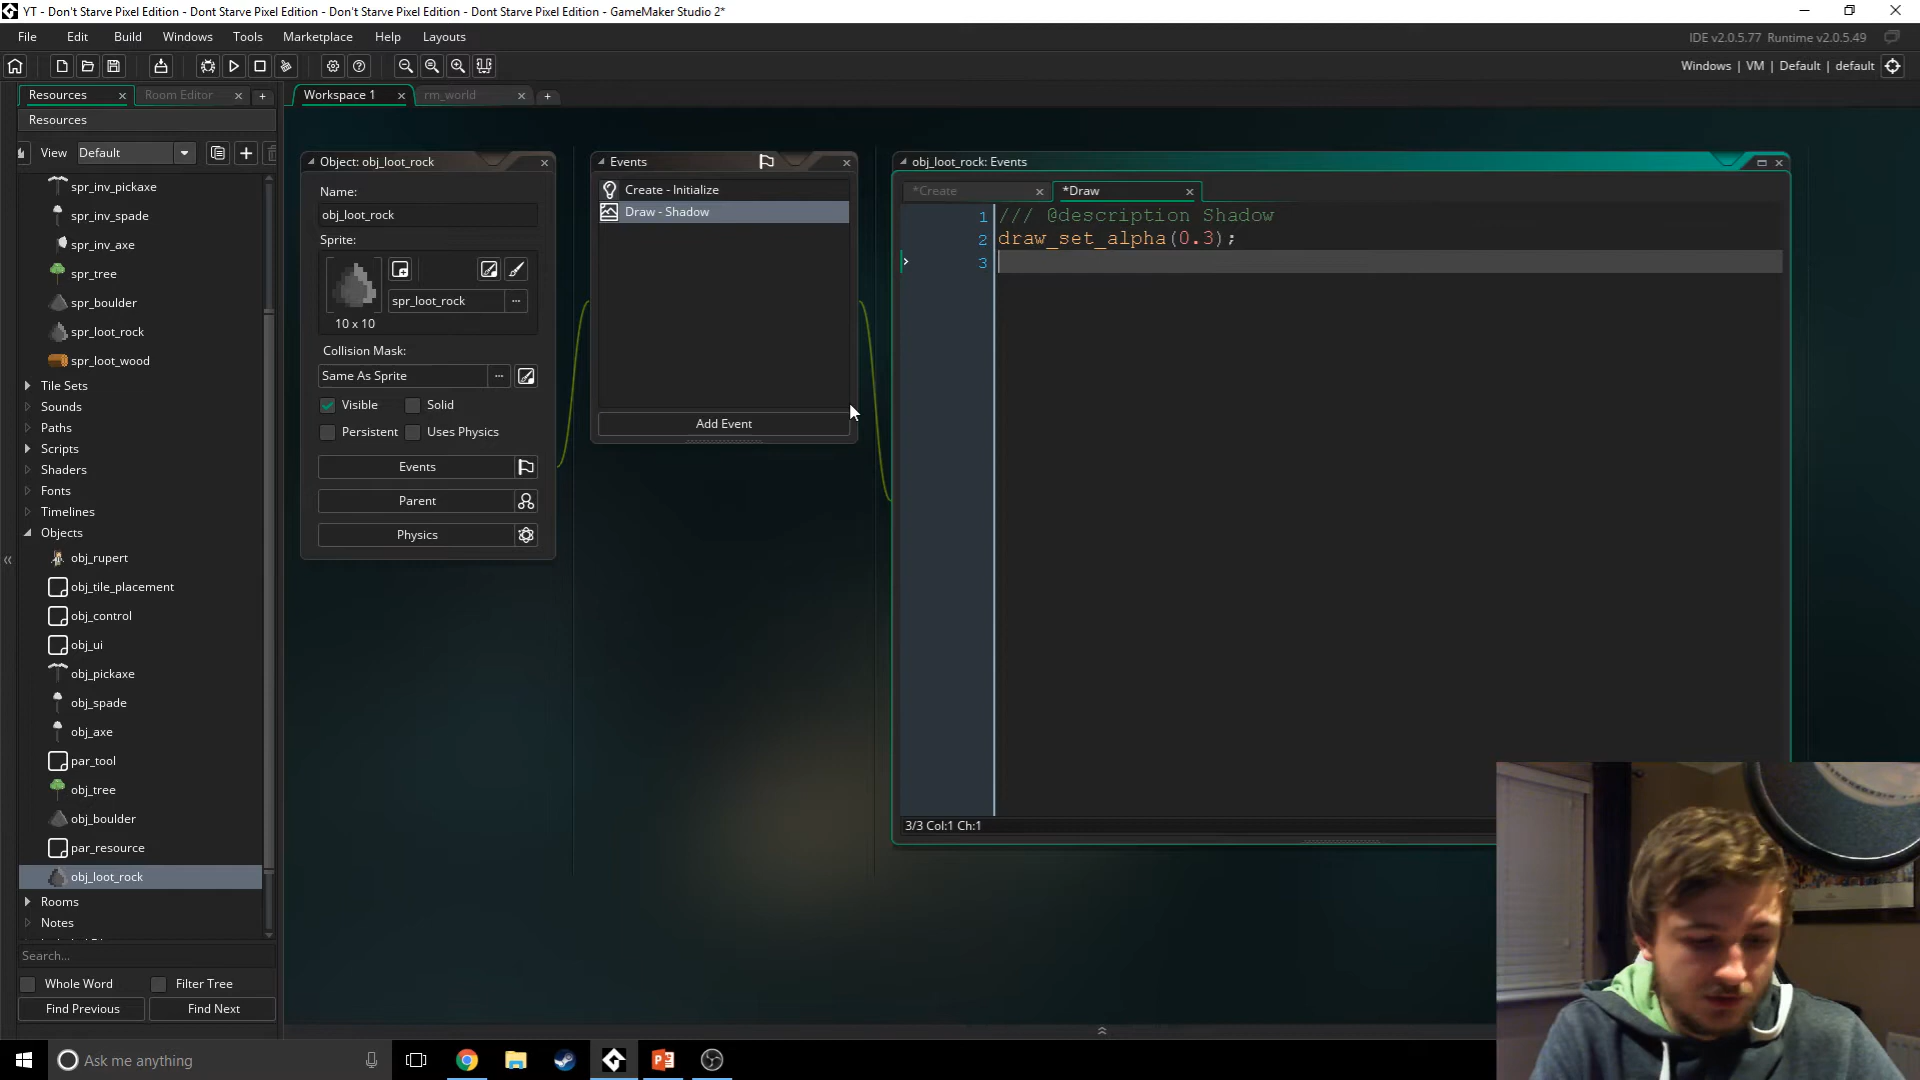 YT - Don't Starve Pixel Edition - Dont Starve Pixel Edition - Don't Starve Pixel Edition - Dont Starve Pixel Edition - GameMaker Studio 2*
File Edit Build Windows Tools Marketplace Help Layouts
IDE v2.0.5.77 Runtime v2.0.5.49
Windows | VM | Default | default
Resources Room Editor
Workspace 1 rm_world
Resources
View Default
spr_inv_pickaxe
spr_inv_spade
spr_inv_axe
spr_tree
spr_boulder
spr_loot_rock
spr_loot_wood
Tile Sets
Sounds
Paths
Scripts
Shaders
Fonts
Timelines
Objects
obj_rupert
obj_tile_placement
obj_control
obj_ui
obj_pickaxe
obj_spade
obj_axe
par_tool
obj_tree
obj_boulder
par_resource
obj_loot_rock
Rooms
Notes
Search...
Whole Word Filter Tree
Find Previous Find Next
Object: obj_loot_rock
Name:
obj_loot_rock
Sprite:
spr_loot_rock
10 x 10
Collision Mask:
Same As Sprite
Visible Solid
Persistent Uses Physics
Events
Parent
Physics
Events
Create - Initialize
Draw - Shadow
Add Event
obj_loot_rock: Events
*Create *Draw
1 /// @description Shadow
2 draw_set_alpha(0.3);
3
3/3 Col:1 Ch:1
Ask me anything